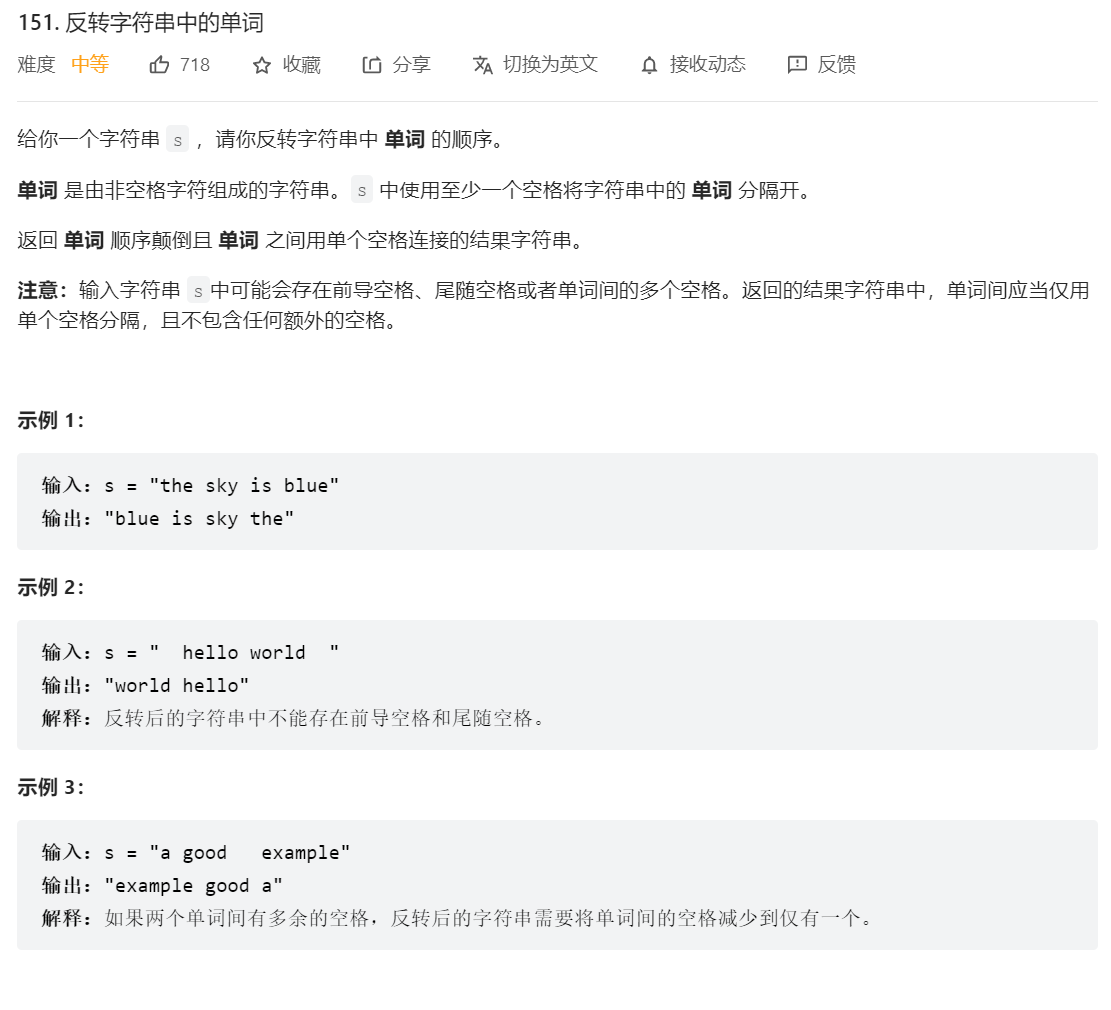 151. 反转字符串中的单词
难度 中等 718 收藏 分享 切换为英文 接收动态 反馈
给你一个字符串 s ，请你反转字符串中 单词 的顺序。
单词 是由非空格字符组成的字符串。s 中使用至少一个空格将字符串中的 单词 分隔开。
返回 单词 顺序颠倒且 单词 之间用单个空格连接的结果字符串。
注意：输入字符串 s中可能会存在前导空格、尾随空格或者单词间的多个空格。返回的结果字符串中，单词间应当仅用
单个空格分隔，且不包含任何额外的空格。
示例 1：
输入：s = "the sky is blue"
输出："blue is sky the"
示例 2：
输入：s = "  hello world  "
输出："world hello"
解释：反转后的字符串中不能存在前导空格和尾随空格。
示例 3：
输入：s = "a good   example"
输出："example good a"
解释：如果两个单词间有多余的空格，反转后的字符串需要将单词间的空格减少到仅有一个。